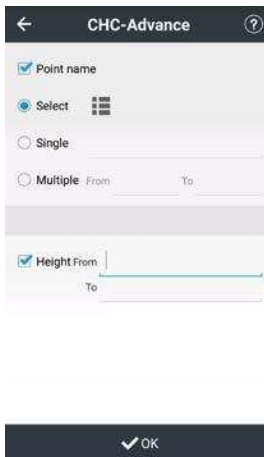 CHC-Advance ?
Point name
Select
Single
Multiple From To
Height From
To
OK